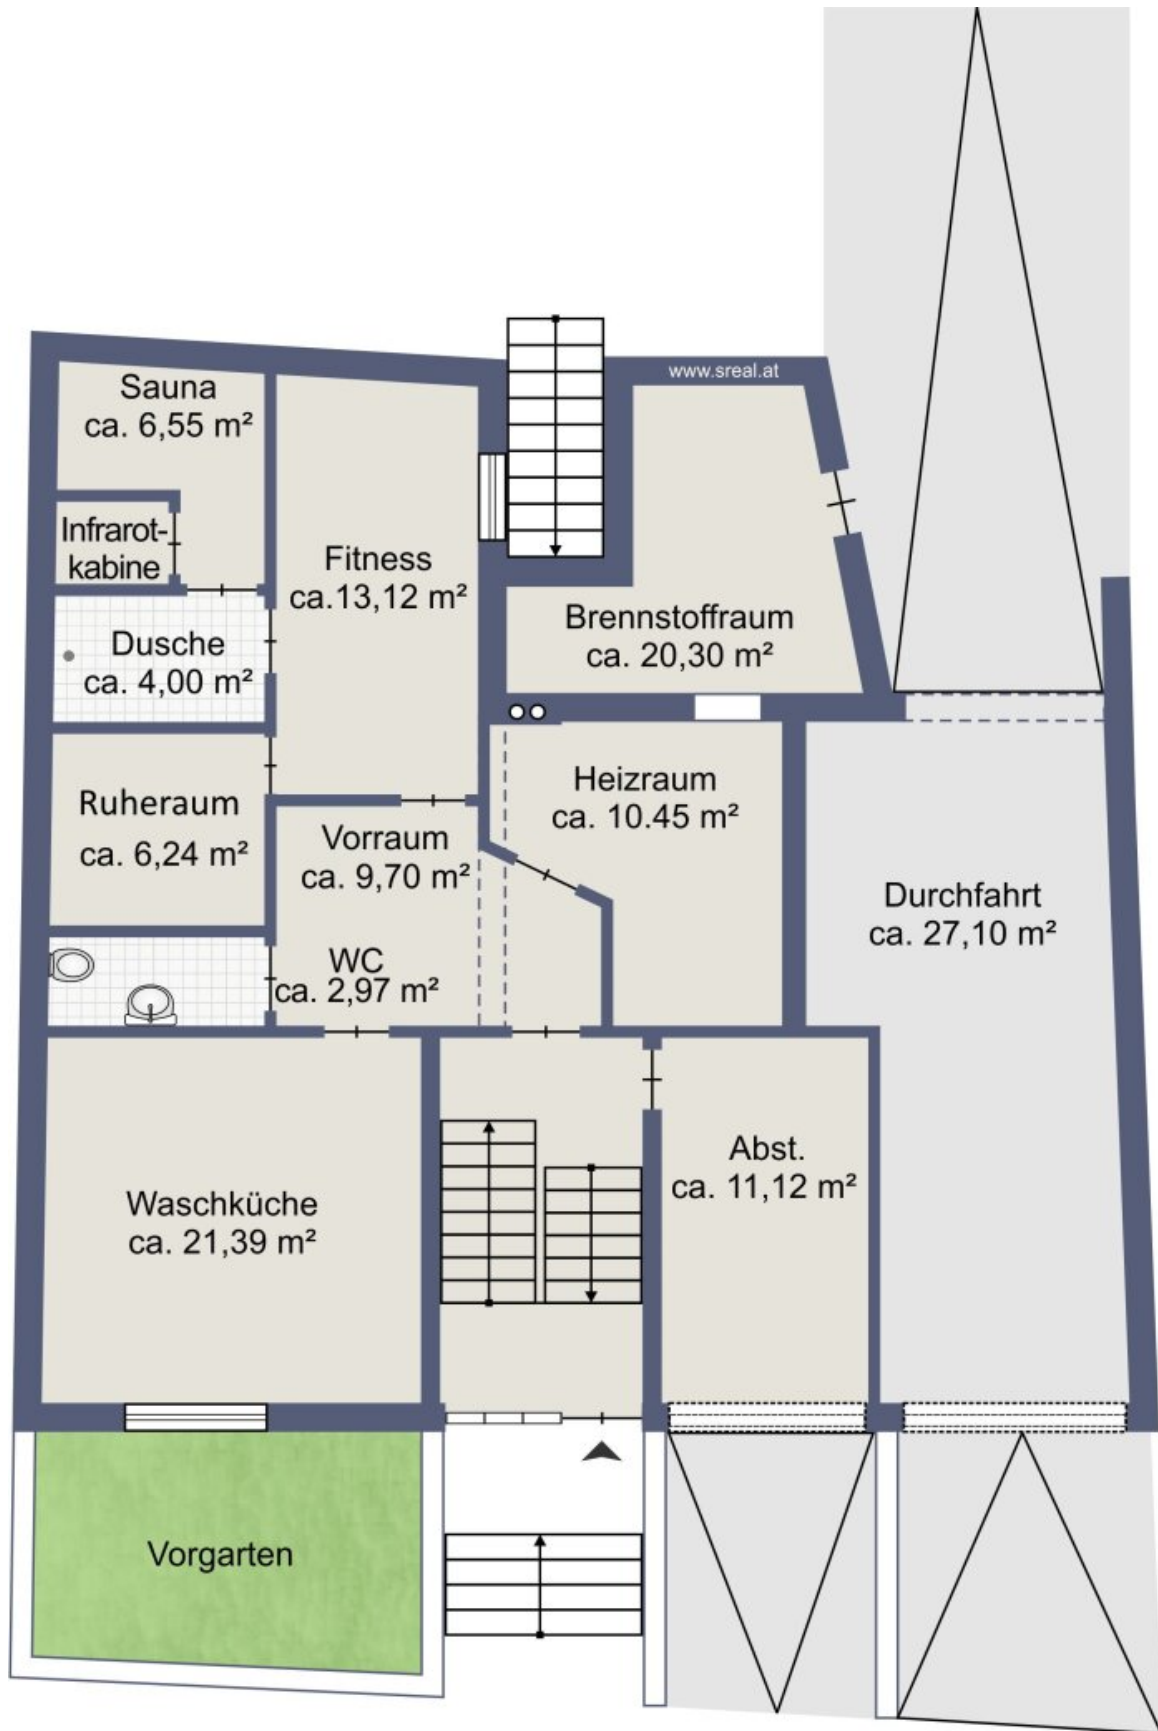 www.sreal.at
Sauna
ca. 6,55 m²
Infrarot-
kabine
Fitness
ca.13,12 m²
Brennstoffraum
ca. 20,30 m²
Dusche
ca. 4,00 m²
Ruheraum
ca. 6,24 m²
Vorraum
ca. 9,70 m²
Heizraum
ca. 10.45 m²
Durchfahrt
ca. 27,10 m²
WC
ca. 2,97 m²
Abst.
ca. 11,12 m²
Waschküche
ca. 21,39 m²
Vorgarten